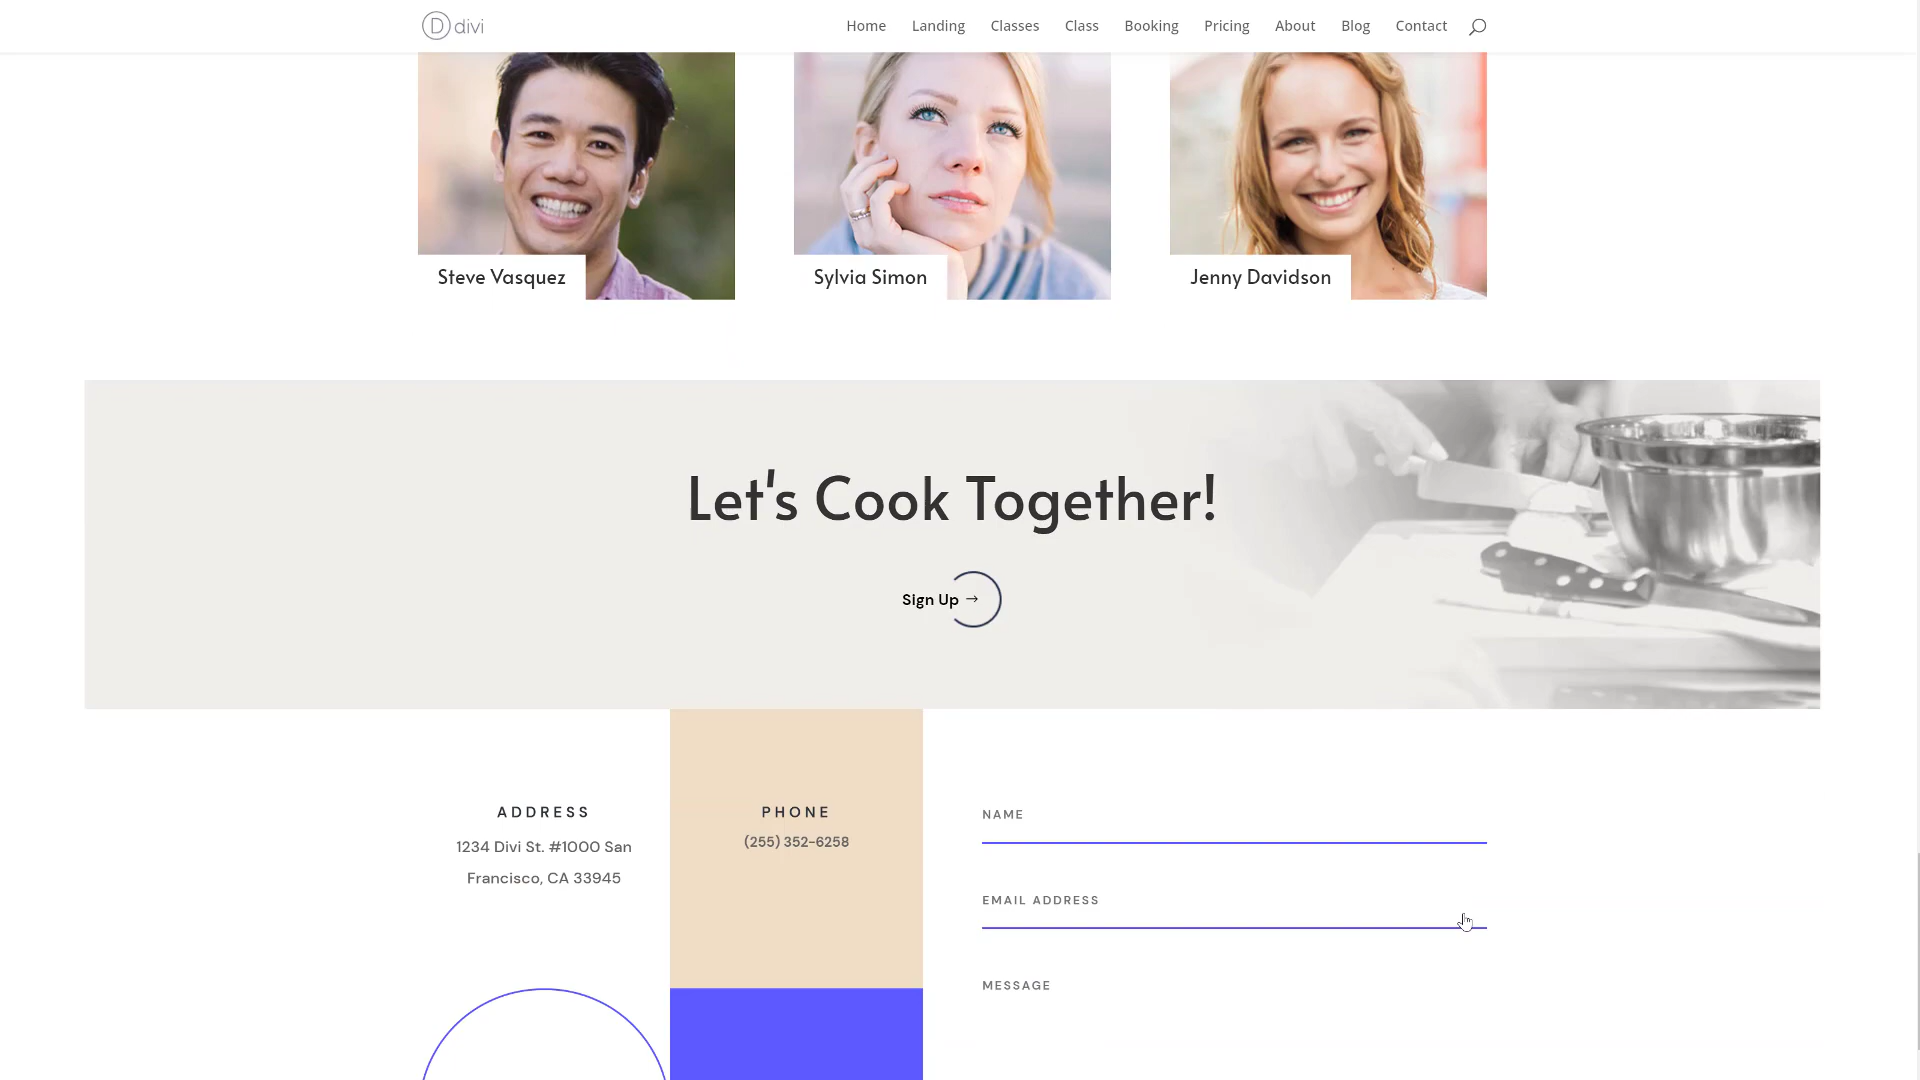 D divi
Home Landing Classes Class Booking Pricing About Blog Contact
Steve Vasquez
Sylvia Simon
Jenny Davidson
Let's Cook Together!
Sign Up →
ADDRESS
1234 Divi St. #1000 San
Francisco, CA 33945
PHONE
(255) 352-6258
NAME
EMAIL ADDRESS
MESSAGE